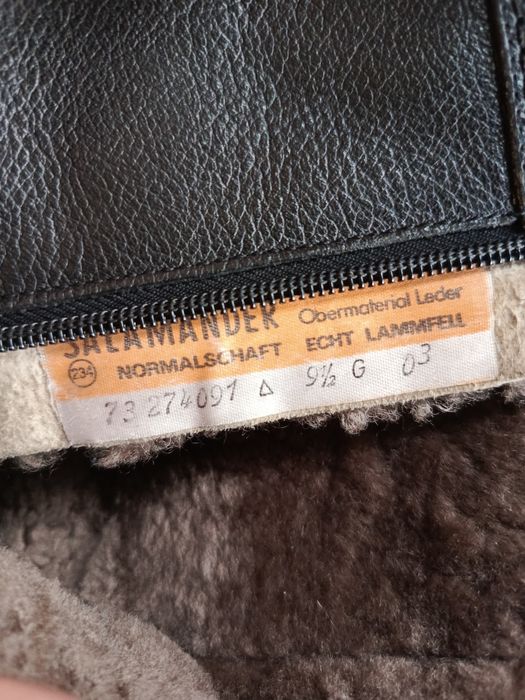 SALAMANDER Obermaterial Leder
234 NORMALSCHAFT ECHT LAMMFELL
73 274091 Δ 9½ G 03